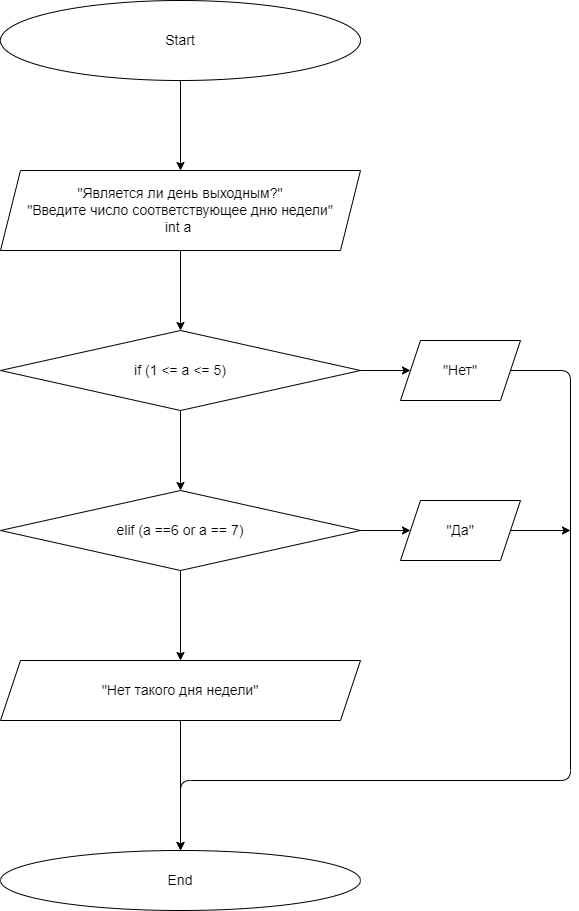 Start
"Является ли день выходным?"
"Введите число соответствующее дню недели"
int a
if (1 <= a <= 5)
"Нет"
elif (a ==6 or a == 7)
"Да"
"Нет такого дня недели"
End